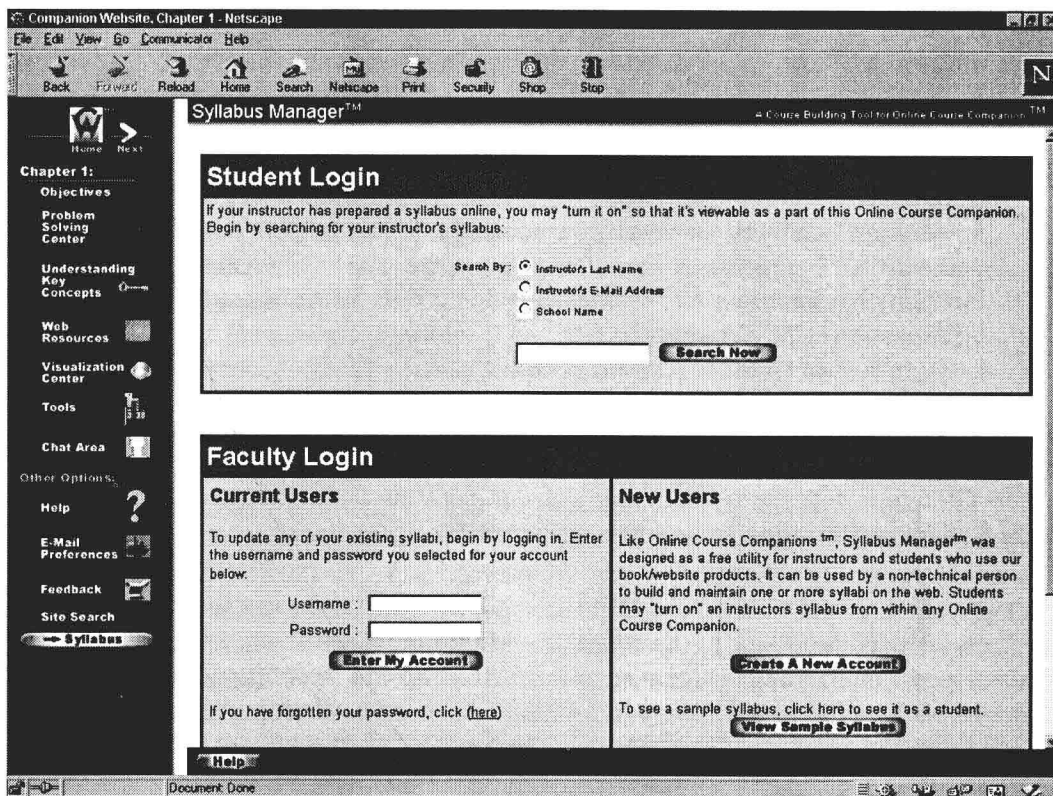 Companion Website, Chapter 1 - Netscape
File Edit View Go Communicator Help
Back Forward Reload Home Search Netscape Print Security Shop Stop
N
Home Next
Syllabus Manager™
A Course Building Tool for Online Course Companion ™
Chapter 1:
Objectives
Problem
Solving
Center
Understanding
Key
Concepts
Web
Resources
Visualization
Center
Tools
Chat Area
Other Options:
Help
E-Mail
Preferences
Feedback
Site Search
Syllabus
Student Login
If your instructor has prepared a syllabus online, you may "turn it on" so that it's viewable as a part of this Online Course Companion.
Begin by searching for your instructor's syllabus:
Search By: Instructor's Last Name
Instructor's E-Mail Address
School Name
Search Now
Faculty Login
Current Users
To update any of your existing syllabi, begin by logging in. Enter
the username and password you selected for your account
below:
Username :
Password :
Enter My Account
If you have forgotten your password, click (here)
New Users
Like Online Course Companions tm, Syllabus Manager tm was
designed as a free utility for instructors and students who use our
book/website products. It can be used by a non-technical person
to build and maintain one or more syllabi on the web. Students
may "turn on" an instructors syllabus from within any Online
Course Companion.
Create A New Account
To see a sample syllabus, click here to see it as a student.
View Sample Syllabus
Help
Document: Done